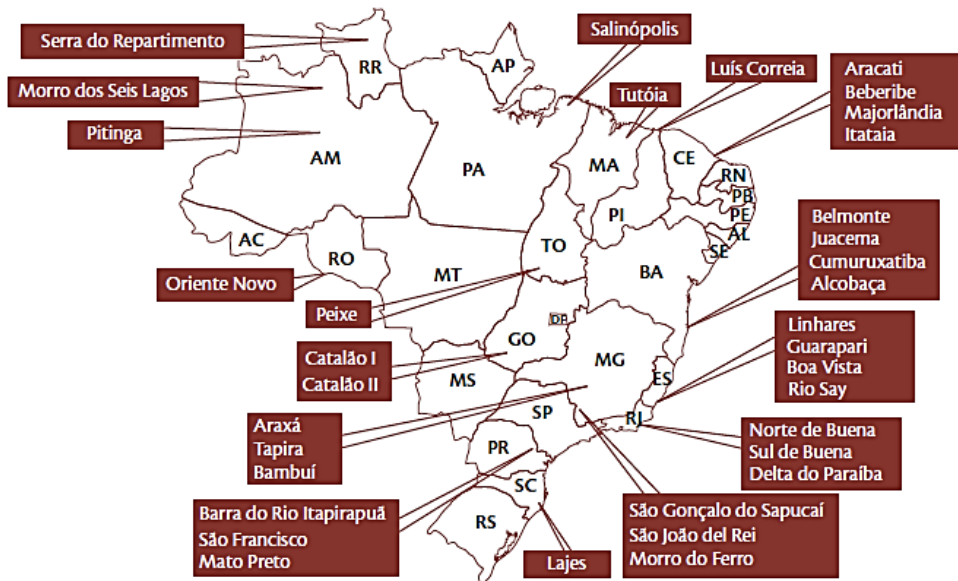 Serra do Repartimento
Morro dos Seis Lagos
Pitinga
Salinópolis
Luís Correia
Tutóia
Aracati
Beberibe
Majorlândia
Itataia
RR
AP
AM
PA
MA
CE
RN
PB
PE
AL
SE
PI
AC
RO
TO
MT
BA
Oriente Novo
Peixe
Belmonte
Juacema
Cumuruxatiba
Alcobaça
DF
GO
MG
ES
MS
SP
RJ
PR
SC
RS
Catalão I
Catalão II
Linhares
Guarapari
Boa Vista
Rio Say
Araxá
Tapira
Bambuí
Norte de Buena
Sul de Buena
Delta do Paraíba
Barra do Rio Itapirapuã
São Francisco
Mato Preto
Lajes
São Gonçalo do Sapucaí
São João del Rei
Morro do Ferro